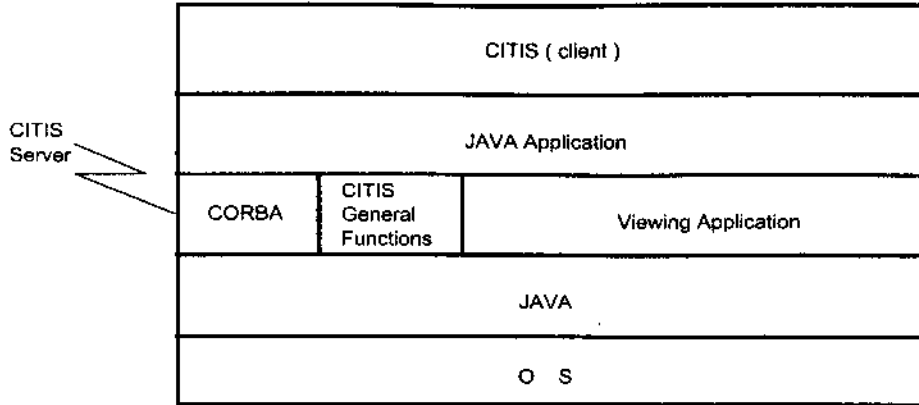 CITIS ( client )
JAVA Application
CITIS
Server
CORBA
CITIS
General
Functions
Viewing Application
JAVA
O S